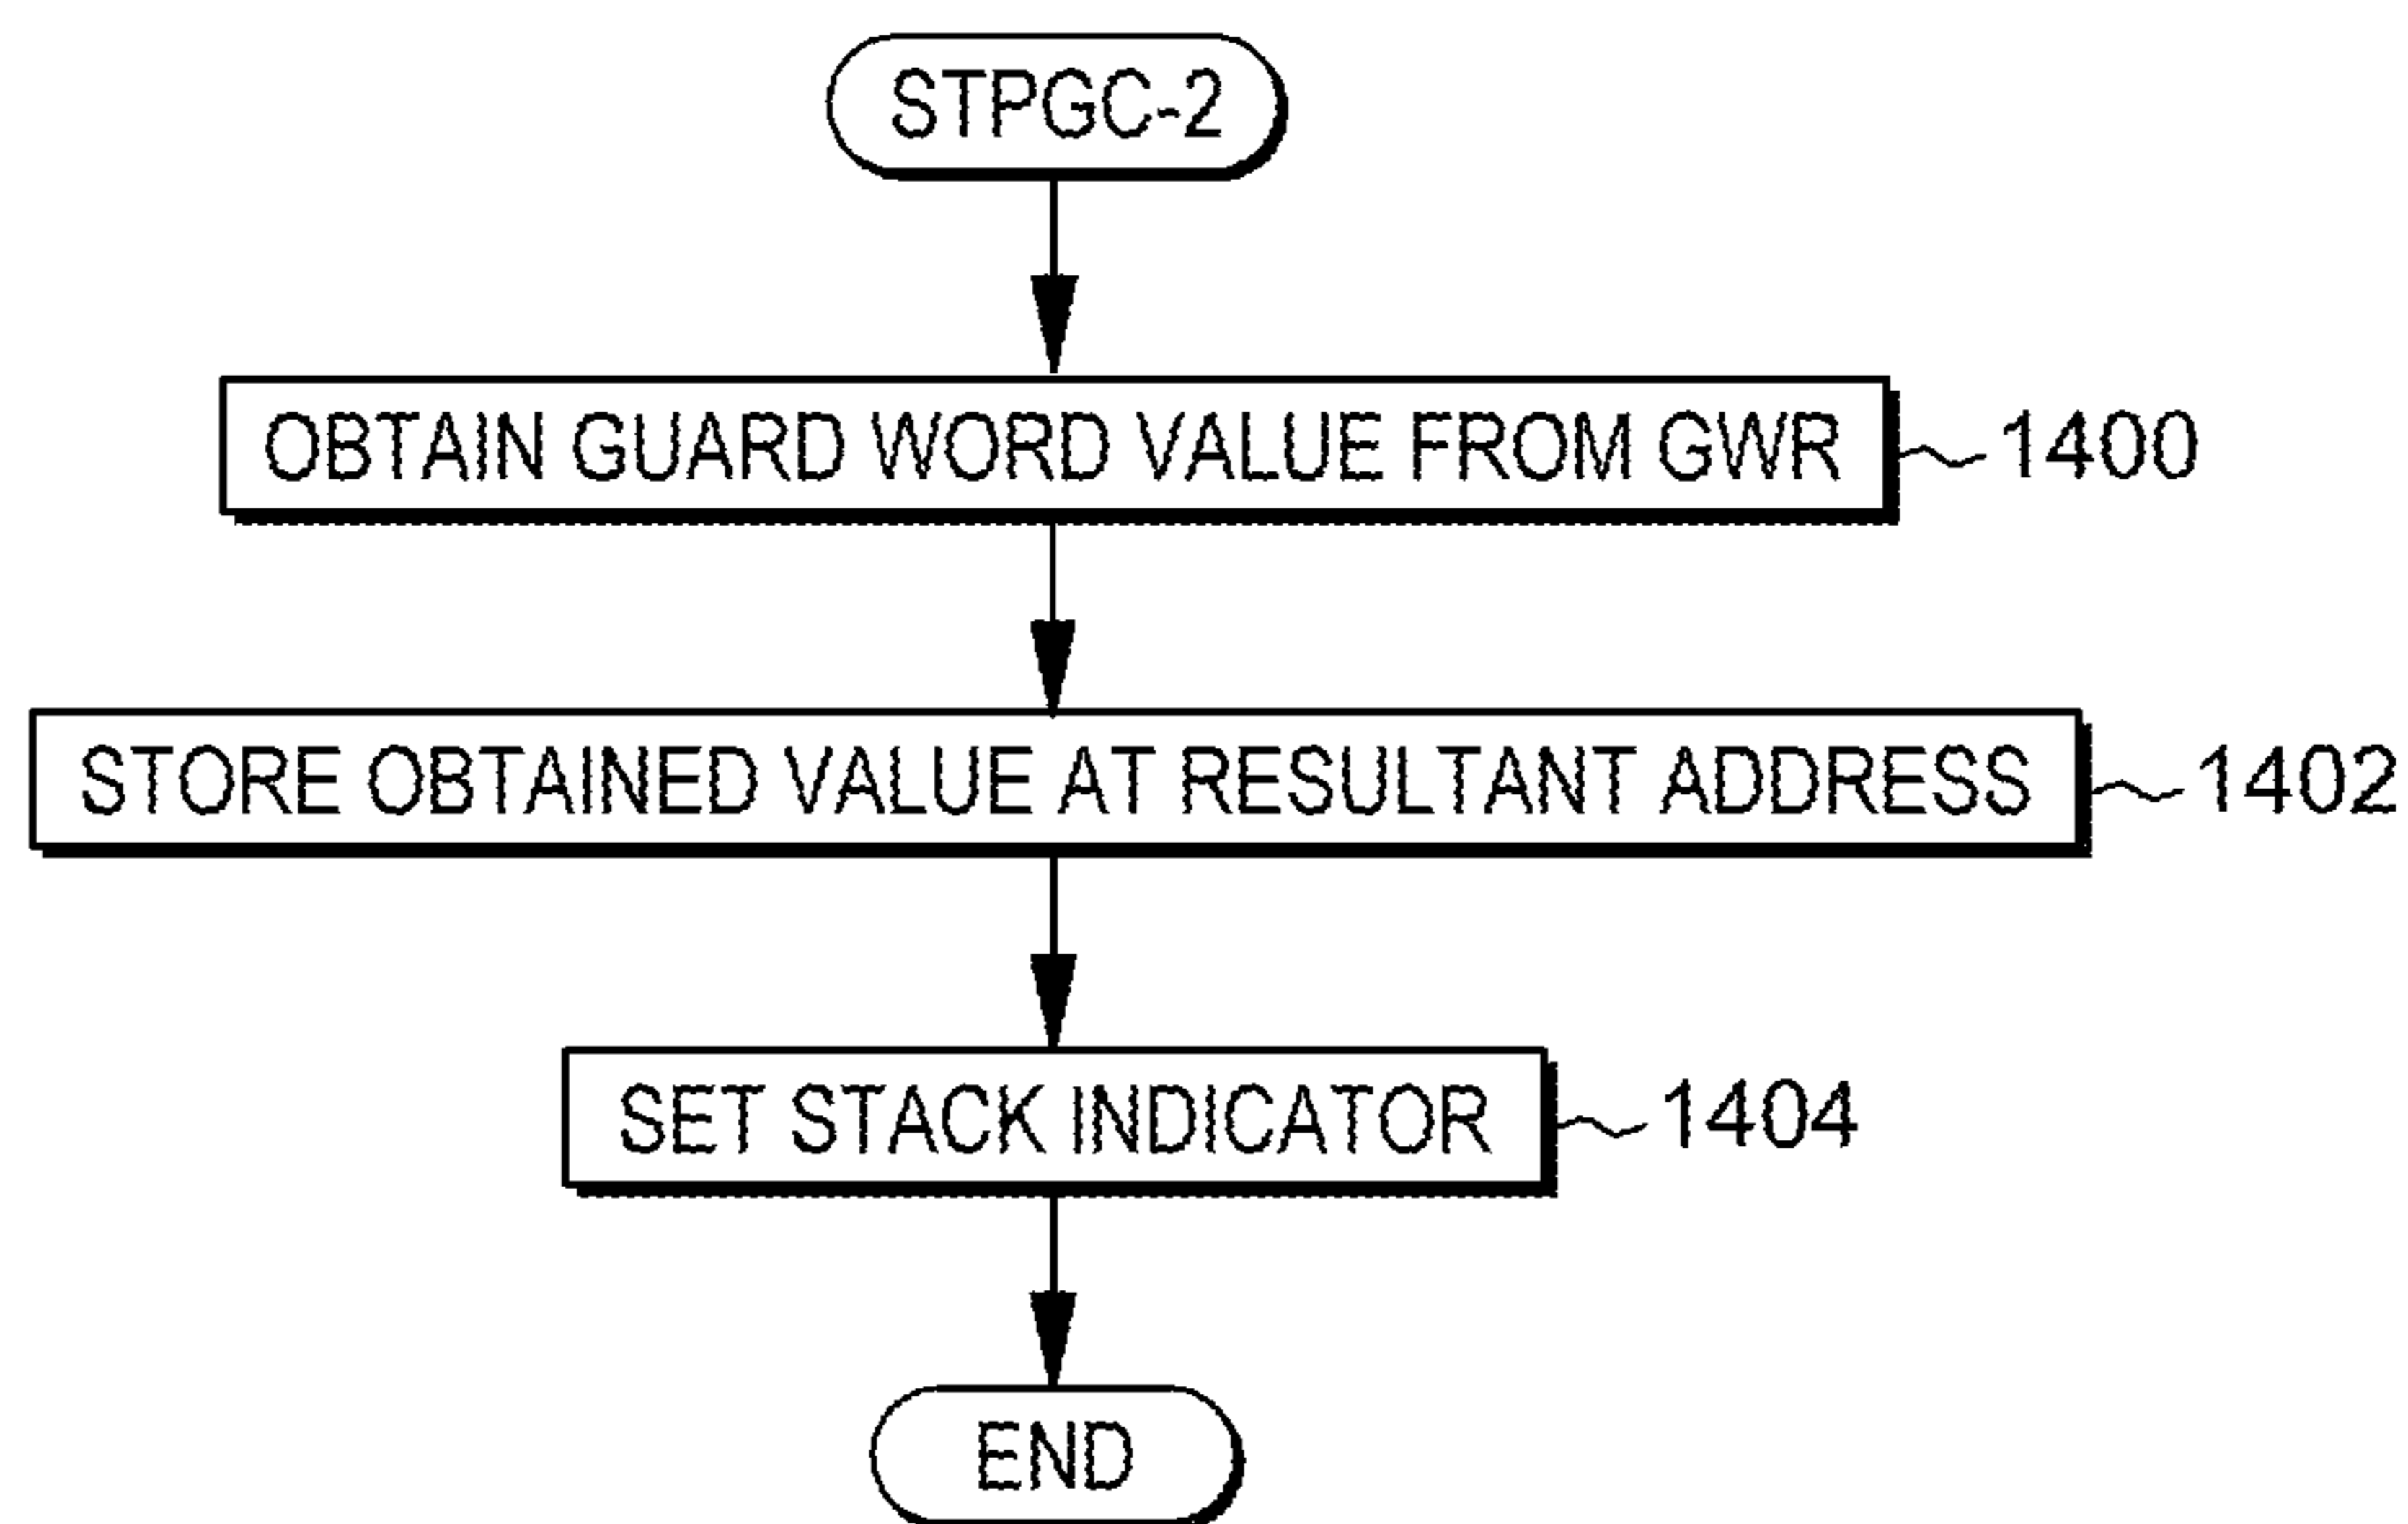 STPGC-2
OBTAIN GUARD WORD VALUE FROM GWR 1400
STORE OBTAINED VALUE AT RESULTANT ADDRESS 1402
SET STACK INDICATOR 1404
END